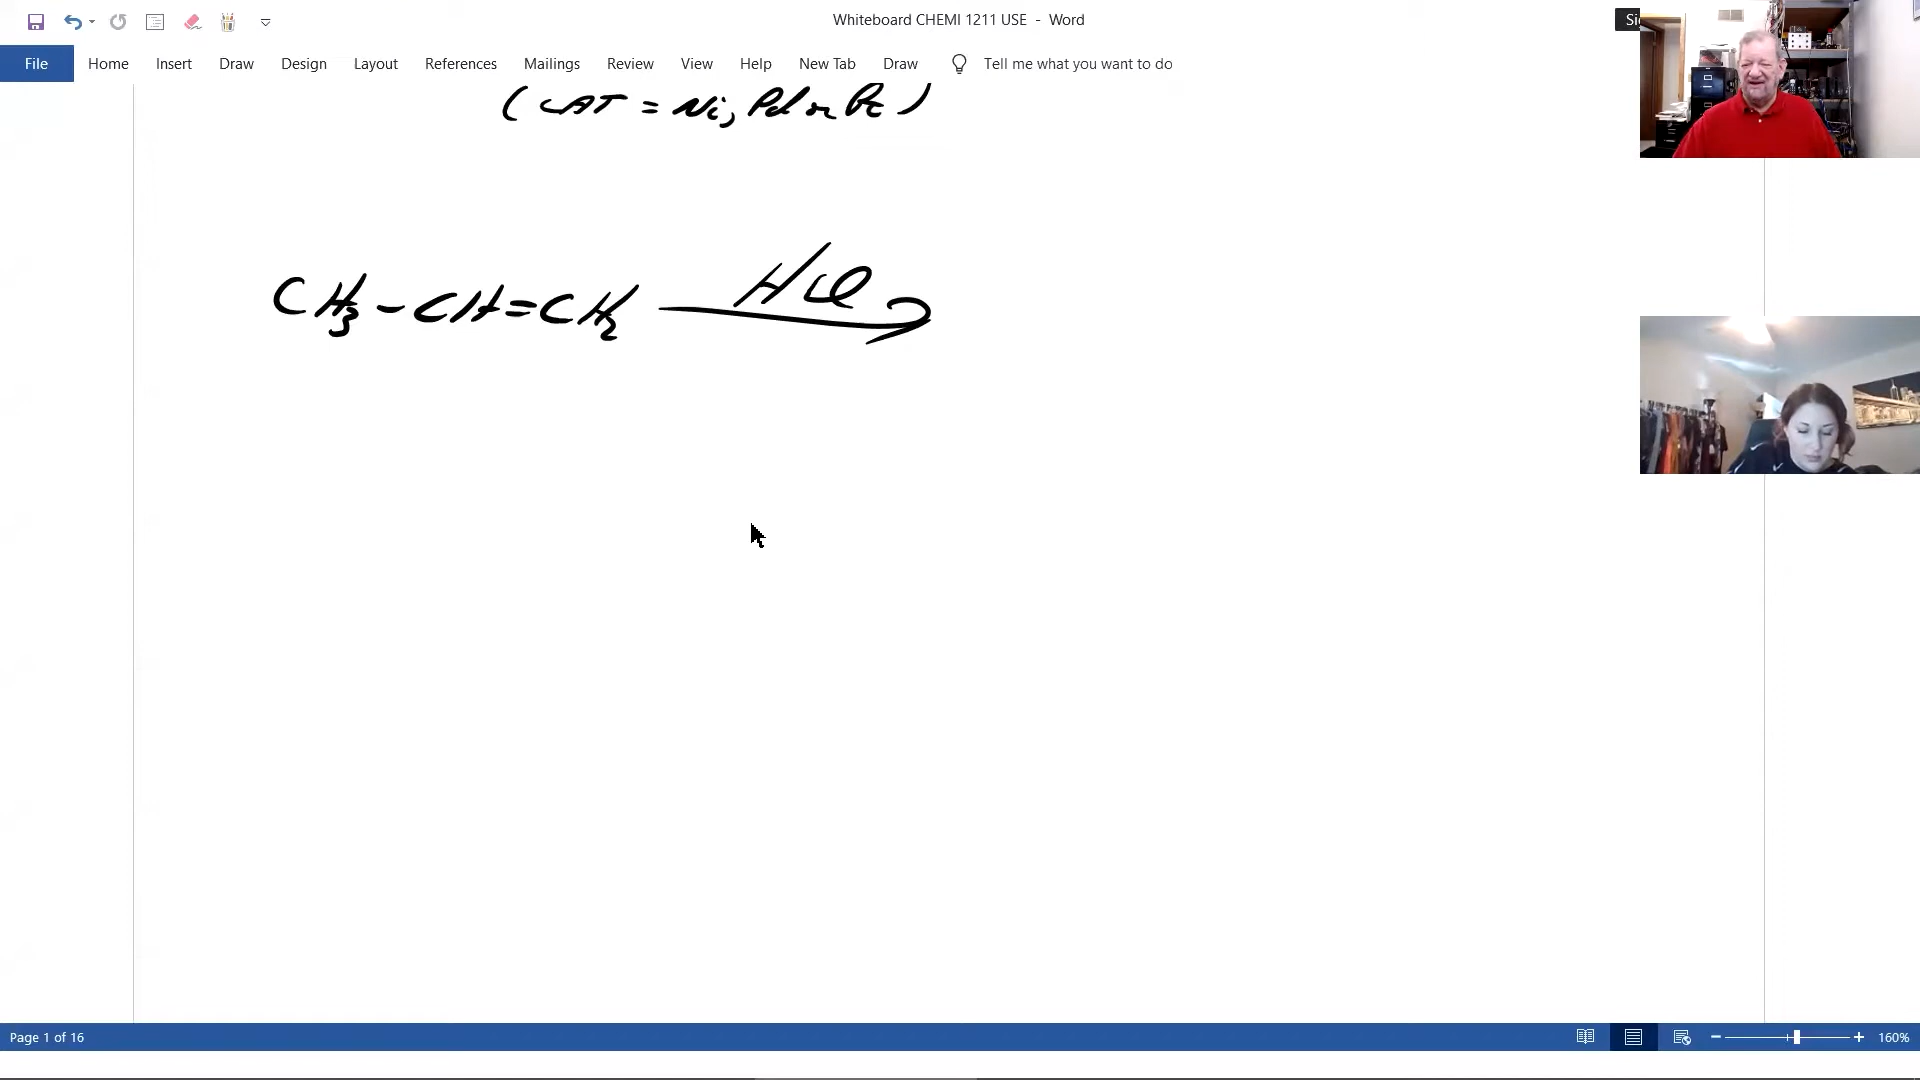 Whiteboard CHEMI 1211 USE - Word
Si
File Home Insert Draw Design Layout References Mailings Review View Help New Tab Draw Tell me what you want to do
(CAT = Ni, Pd or Pt)
CH₃-CH=CH₂ HCl
Page 1 of 16
160%